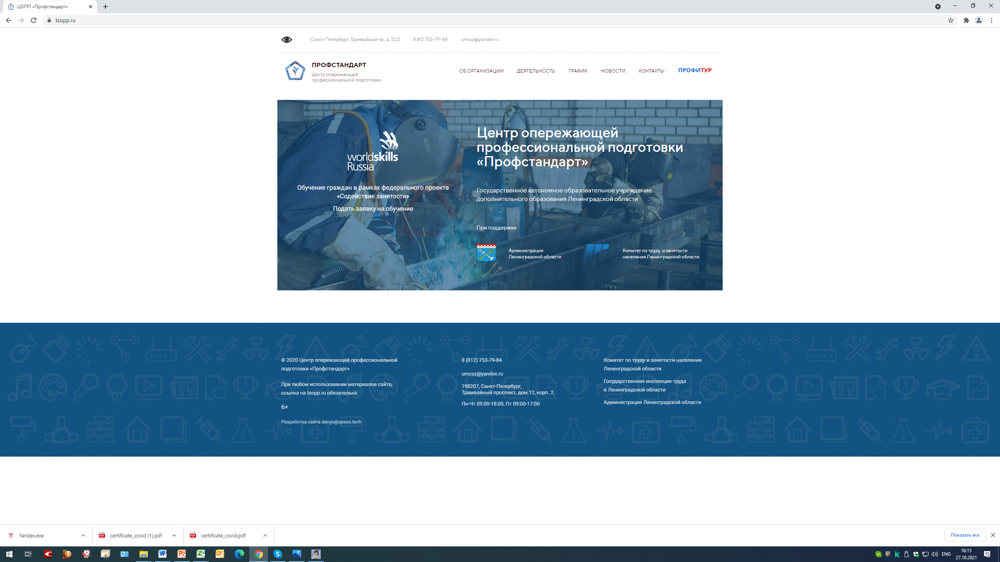 ЦОПП «Профстандарт»
tsopp.ru
Санкт-Петербург, Трамвайный пр., д. 12/2 8 812 753-79-84 umcsz@yandex.ru
ПРОФСТАНДАРТ
Центр опережающей
профессиональной подготовки
ОБ ОРГАНИЗАЦИИ ДЕЯТЕЛЬНОСТЬ ГРАФИК НОВОСТИ КОНТАКТЫ ПРОФИТУР
worldskills
Russia
Обучение граждан в рамках федерального проекта
«Содействие занятости»
Подать заявку на обучение
Центр опережающей
профессиональной подготовки
«Профстандарт»
Государственное автономное образовательное учреждение
дополнительного образования Ленинградской области
При поддержке
Администрация
Ленинградской области
Комитет по труду и занятости
населения Ленинградской области
© 2020 Центр опережающей профессиональной
подготовки «Профстандарт»
При любом использовании материалов сайта,
ссылка на tsopp.ru обязательна
6+
Разработка сайта danya@quess.tech
8 (812) 753-79-84
umcsz@yandex.ru
198207, Санкт-Петербург,
Трамвайный проспект, дом 12, корп. 2.
Пн-Чт 09:00-18:00, Пт 09:00-17:00
Комитет по труду и занятости населения
Ленинградской области
Государственная инспекция труда
в Ленинградской области
Администрация Ленинградской области
Yandex.exe
certificate_covid (1).pdf
certificate_covid.pdf
Показать все
ENG
16:15
27.10.2021